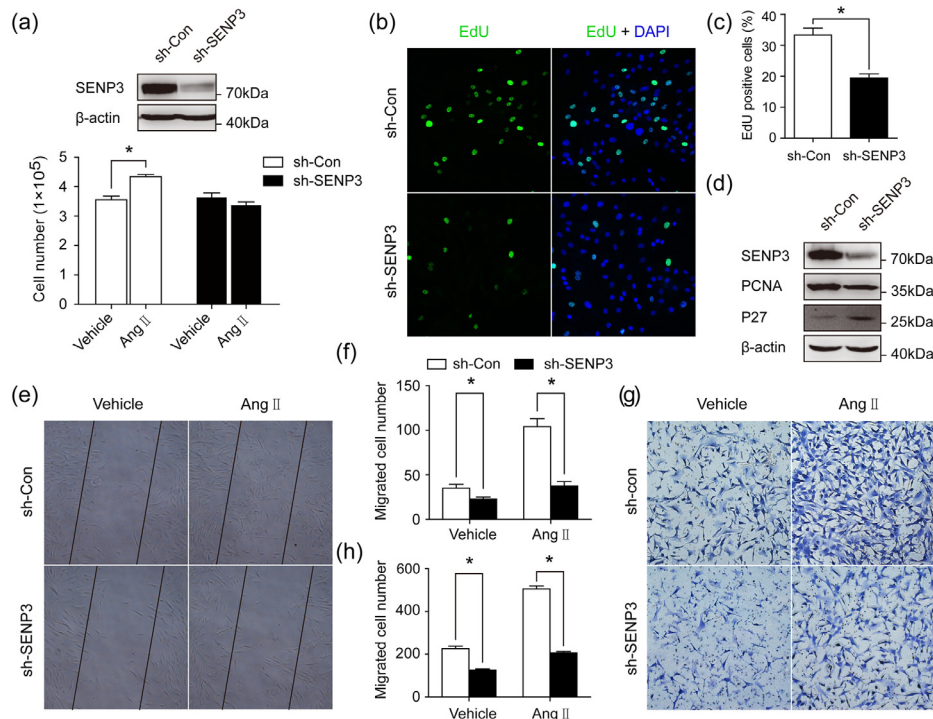 (a)
sh-Con
sh-SENP3
SENP3
70kDa
β-actin
40kDa
Cell number (1×10⁵)
5
4
3
2
1
0
*
sh-Con
sh-SENP3
Vehicle
Ang Ⅱ
Vehicle
Ang Ⅱ
(b)
EdU
EdU + DAPI
sh-Con
sh-SENP3
(c)
EdU positive cells (%)
40
30
20
10
0
*
sh-Con
sh-SENP3
(d)
sh-Con
sh-SENP3
SENP3
70kDa
PCNA
35kDa
P27
25kDa
β-actin
40kDa
(e)
Vehicle
Ang Ⅱ
sh-Con
sh-SENP3
(f)
sh-Con
sh-SENP3
Migrated cell number
150
100
50
0
*
*
Vehicle
Ang Ⅱ
(g)
Vehicle
Ang Ⅱ
sh-con
sh-SENP3
(h)
Migrated cell number
600
400
200
0
*
*
Vehicle
Ang Ⅱ